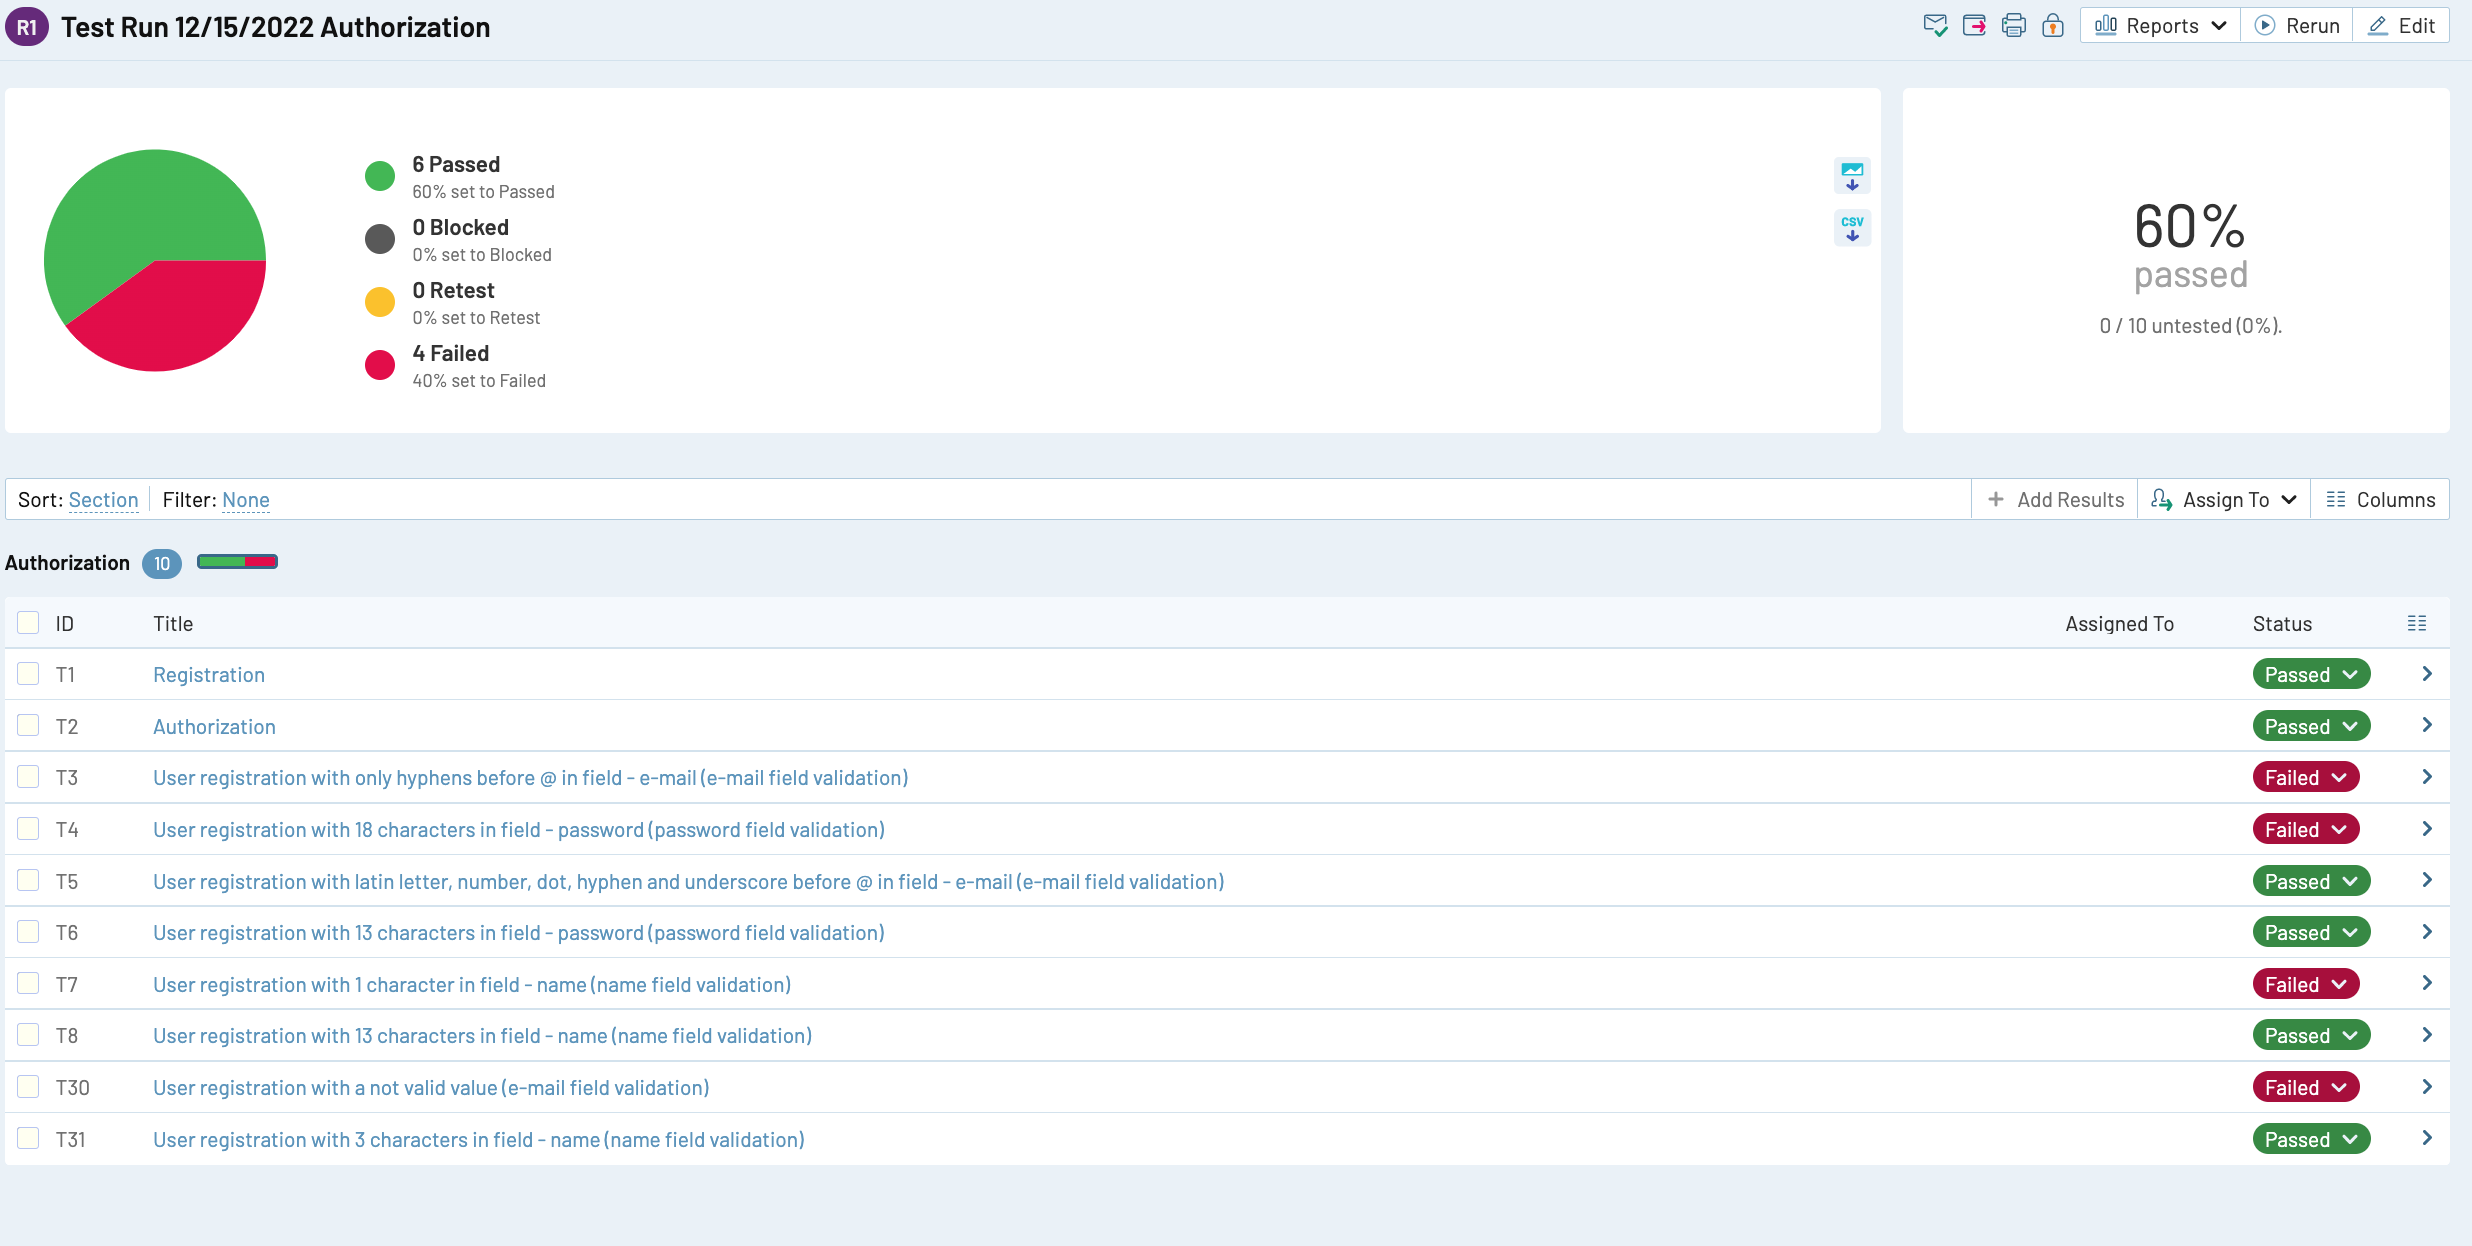 R1 Test Run 12/15/2022 Authorization
Reports Rerun Edit
6 Passed
60% set to Passed
0 Blocked
0% set to Blocked
0 Retest
0% set to Retest
4 Failed
40% set to Failed
CSV
60%
passed
0 / 10 untested (0%).
Sort: Section Filter: None Add Results Assign To Columns
Authorization 10
ID Title Assigned To Status
T1 Registration Passed
T2 Authorization Passed
T3 User registration with only hyphens before @ in field - e-mail (e-mail field validation) Failed
T4 User registration with 18 characters in field - password (password field validation) Failed
T5 User registration with latin letter, number, dot, hyphen and underscore before @ in field - e-mail (e-mail field validation) Passed
T6 User registration with 13 characters in field - password (password field validation) Passed
T7 User registration with 1 character in field - name (name field validation) Failed
T8 User registration with 13 characters in field - name (name field validation) Passed
T30 User registration with a not valid value (e-mail field validation) Failed
T31 User registration with 3 characters in field - name (name field validation) Passed